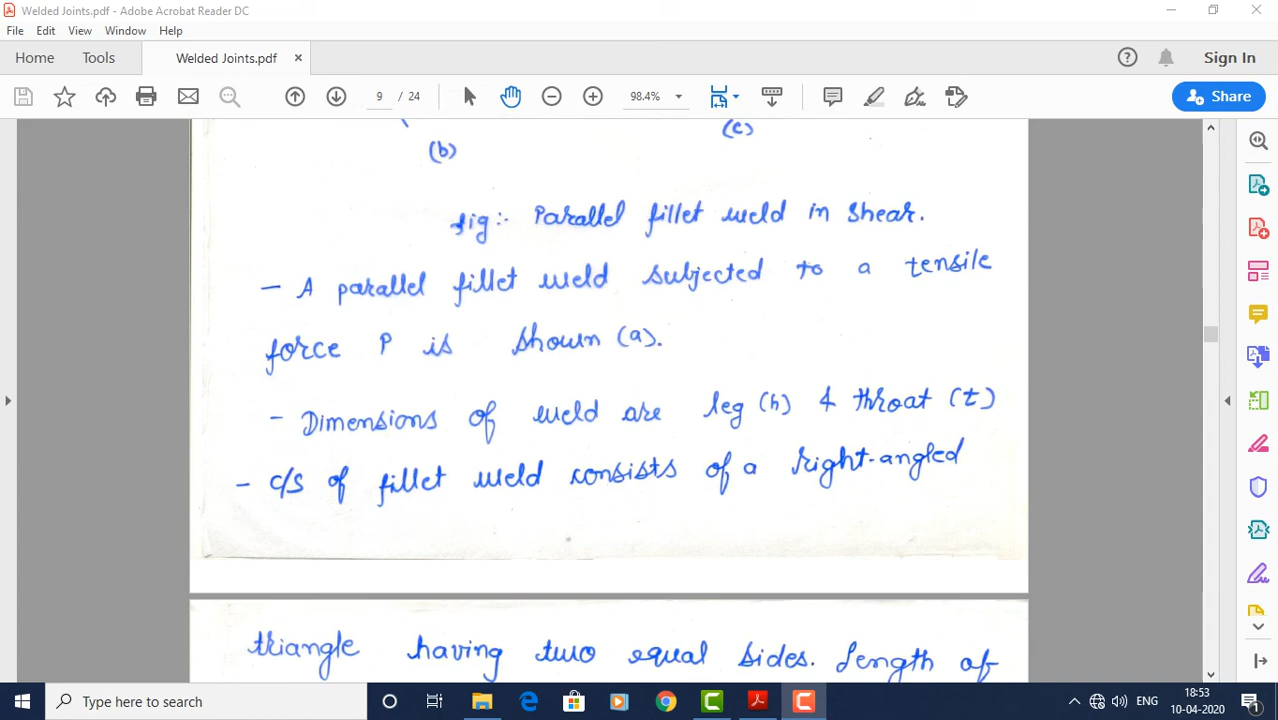 Welded Joints.pdf - Adobe Acrobat Reader DC
File Edit View Window Help
Home Tools Welded Joints.pdf × Sign In
9 / 24 98.4% Share
(b) (c)
fig:- Parallel fillet weld in shear.
- A parallel fillet weld subjected to a tensile
force P is shown (a).
- Dimensions of weld are leg (h) & throat (t)
- c/s of fillet weld consists of a right-angled
triangle having two equal sides. Length of
Type here to search
ENG 18:53
10-04-2020
1